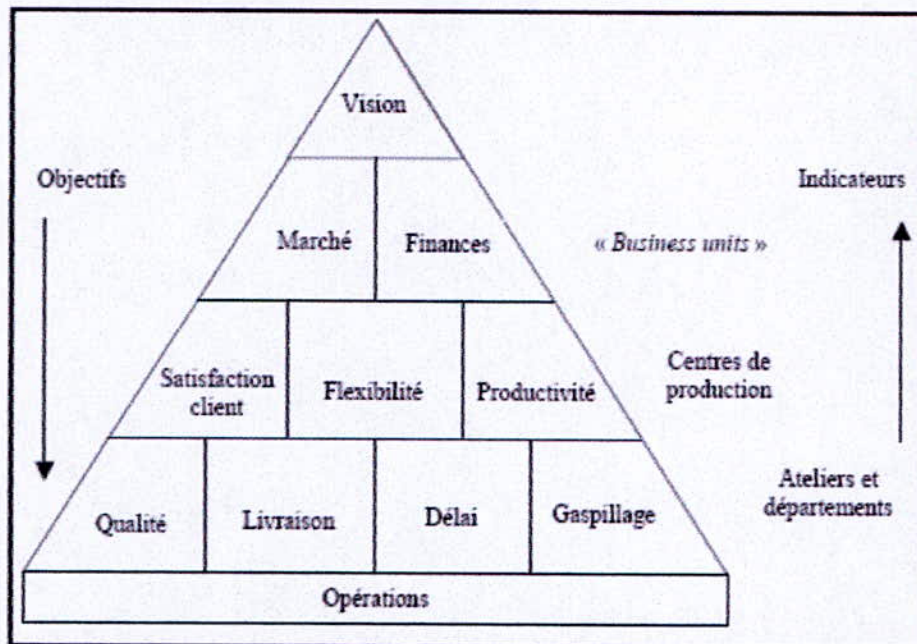 Vision
Objectifs
Indicateurs
Marché
Finances
« Business units »
Satisfaction
client
Flexibilité
Productivité
Centres de
production
Qualité
Livraison
Délai
Gaspillage
Ateliers et
départements
Opérations